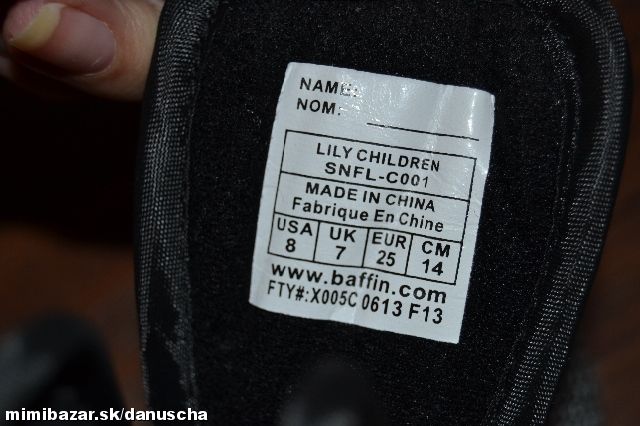 NAME:
NOM:
LILY CHILDREN
SNFL-C001
MADE IN CHINA
Fabrique En Chine
USA UK EUR CM
8 7 25 14
www.baffin.com
FTY#:X005C 0613 F13
mimibazar.sk/danuscha